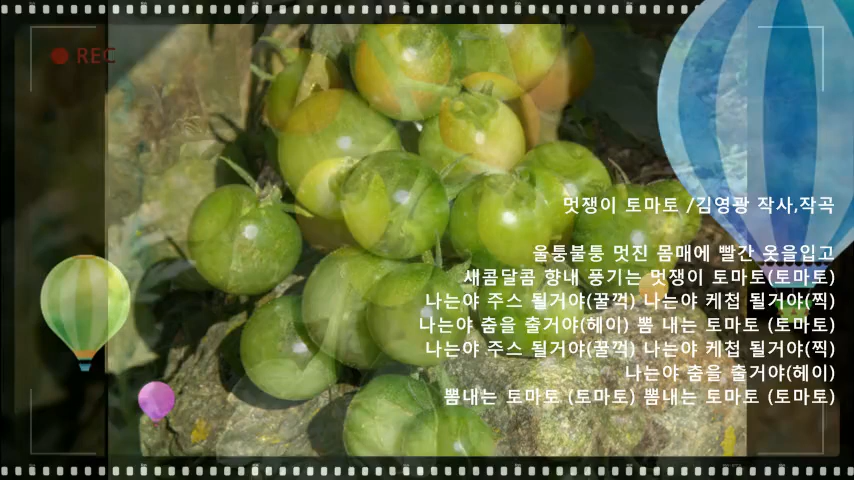 REC
멋쟁이 토마토 /김영광 작사,작곡
울퉁불퉁 멋진 몸매에 빨간 옷을입고
새콤달콤 향내 풍기는 멋쟁이 토마토(토마토)
나는야 주스 될거야(꿀꺽) 나는야 케첩 될거야(찍)
나는야 춤을 출거야(헤이) 뽐 내는 토마토 (토마토)
나는야 주스 될거야(꿀꺽) 나는야 케첩 될거야(찍)
나는야 춤을 출거야(헤이)
뽐내는 토마토 (토마토) 뽐내는 토마토 (토마토)